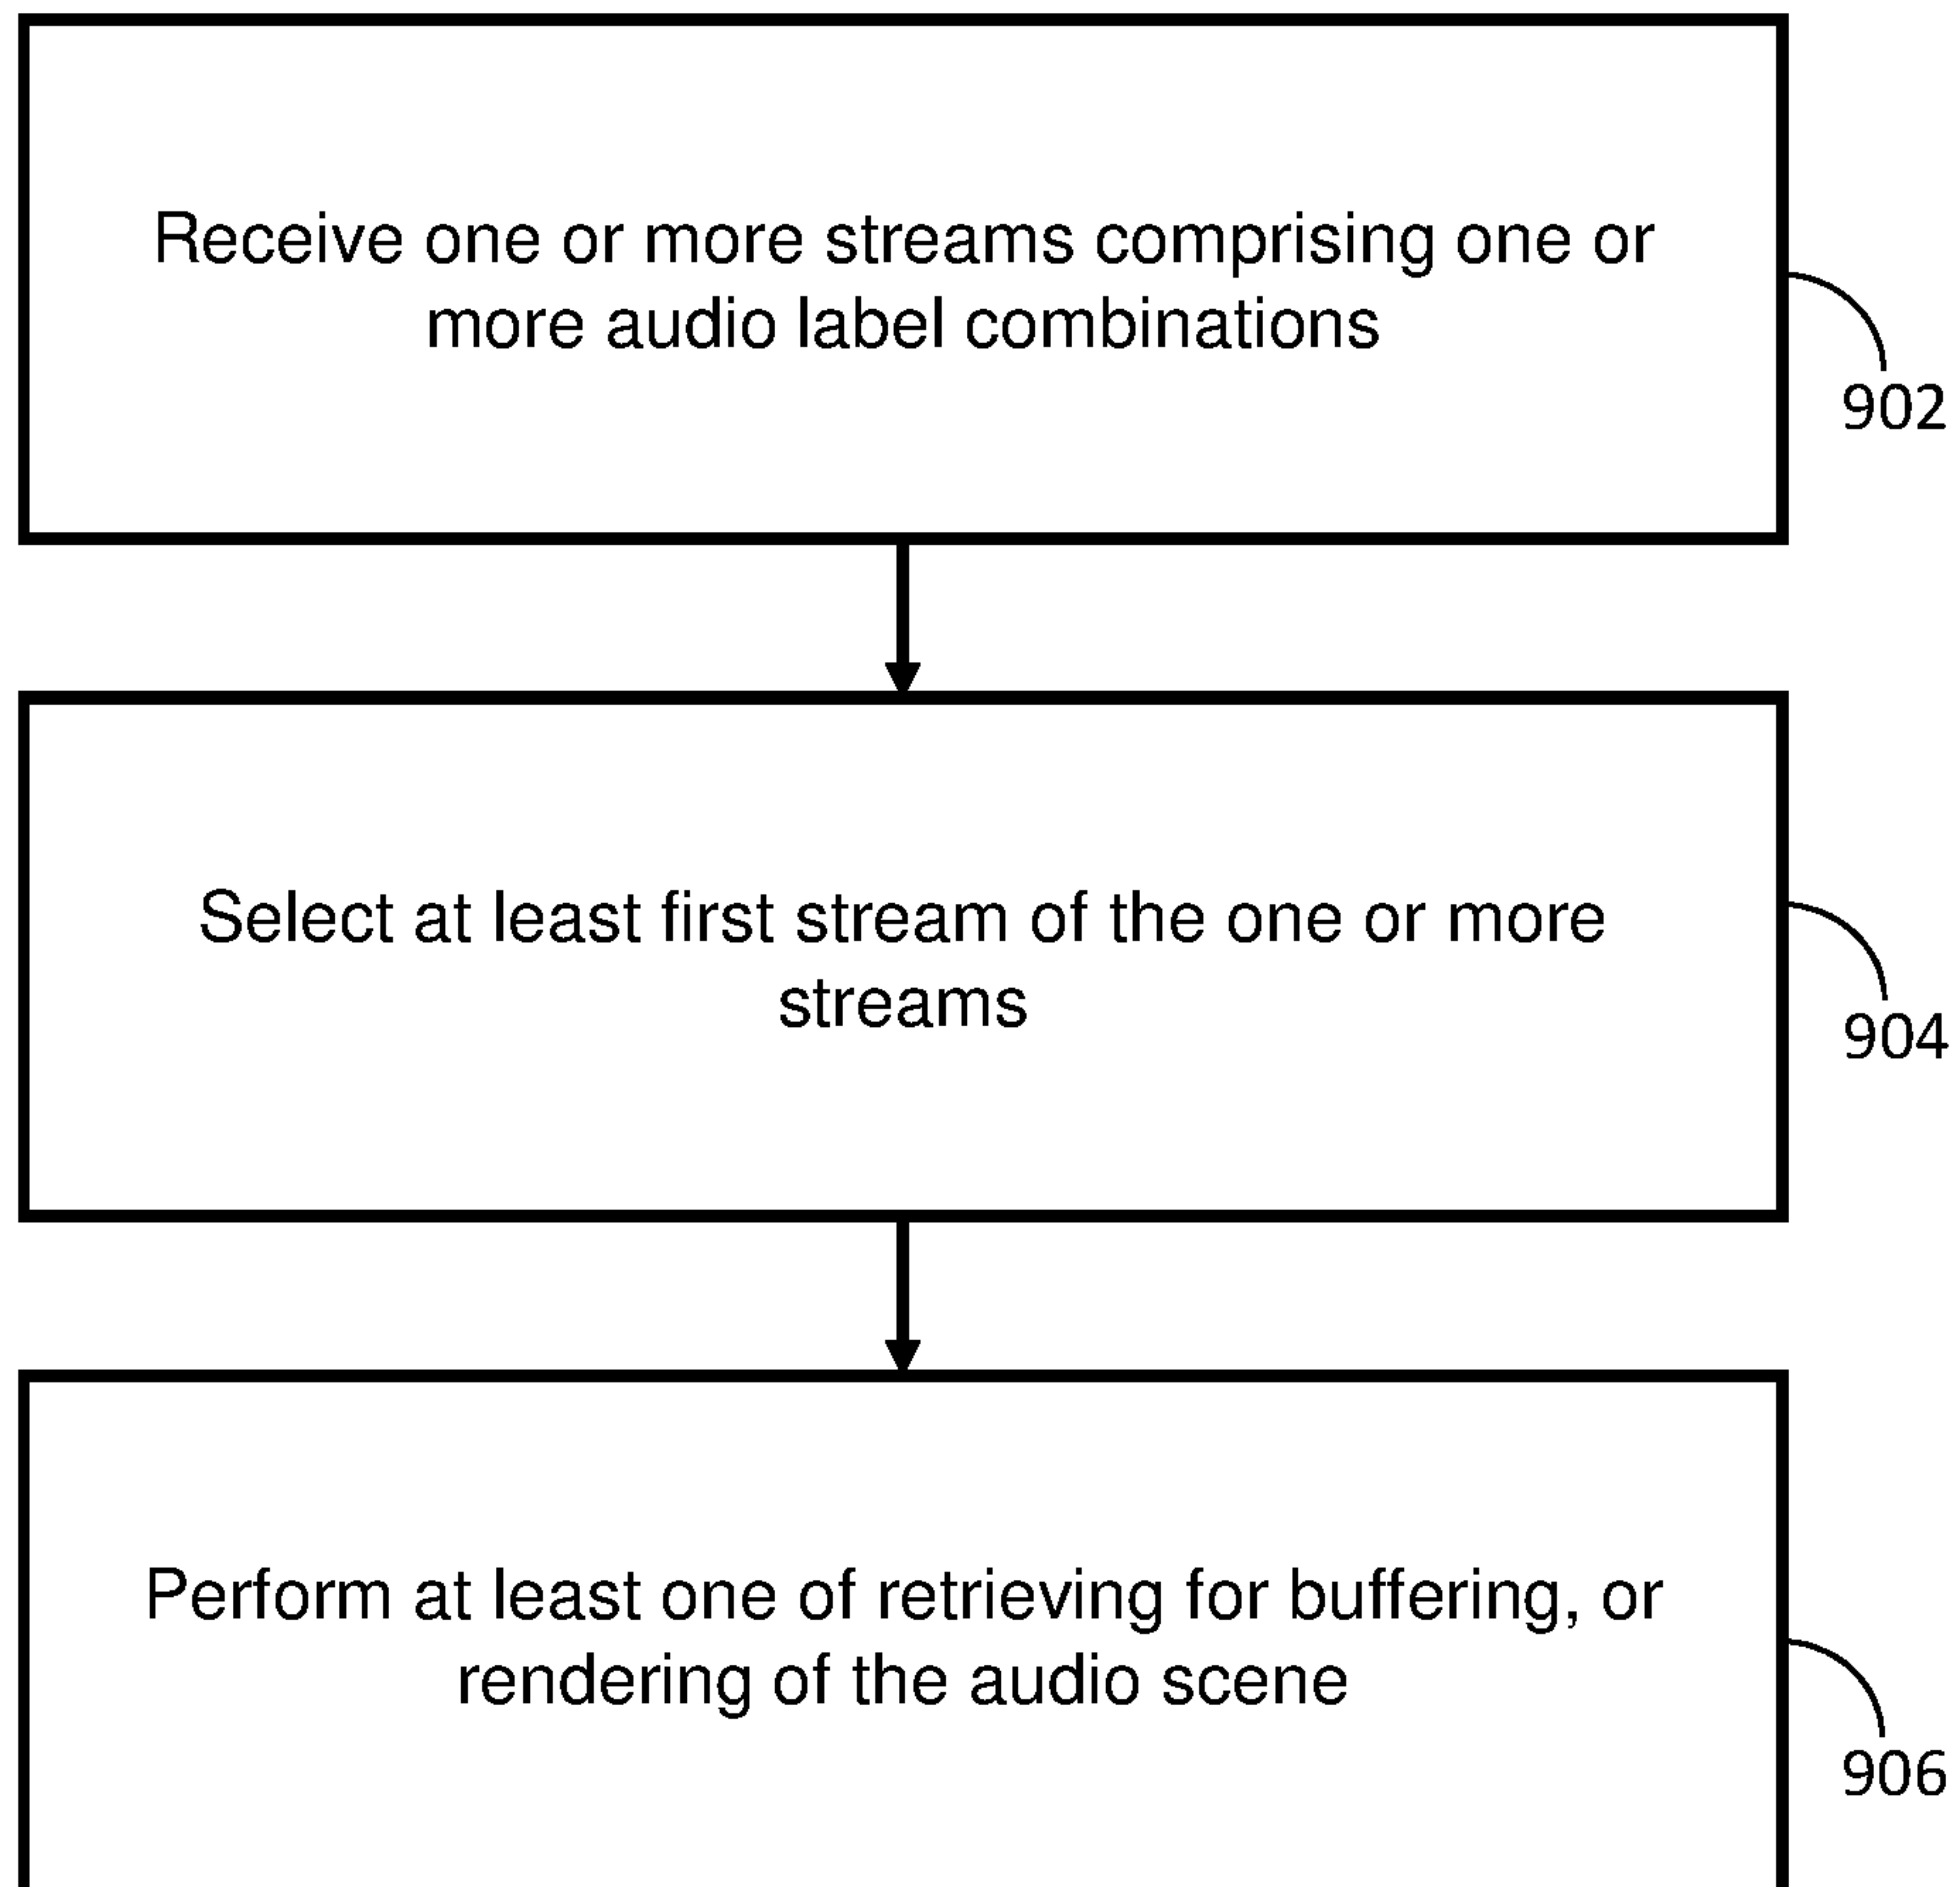 Receive one or more streams comprising one or
more audio label combinations
902
Select at least first stream of the one or more
streams
904
Perform at least one of retrieving for buffering, or
rendering of the audio scene
906